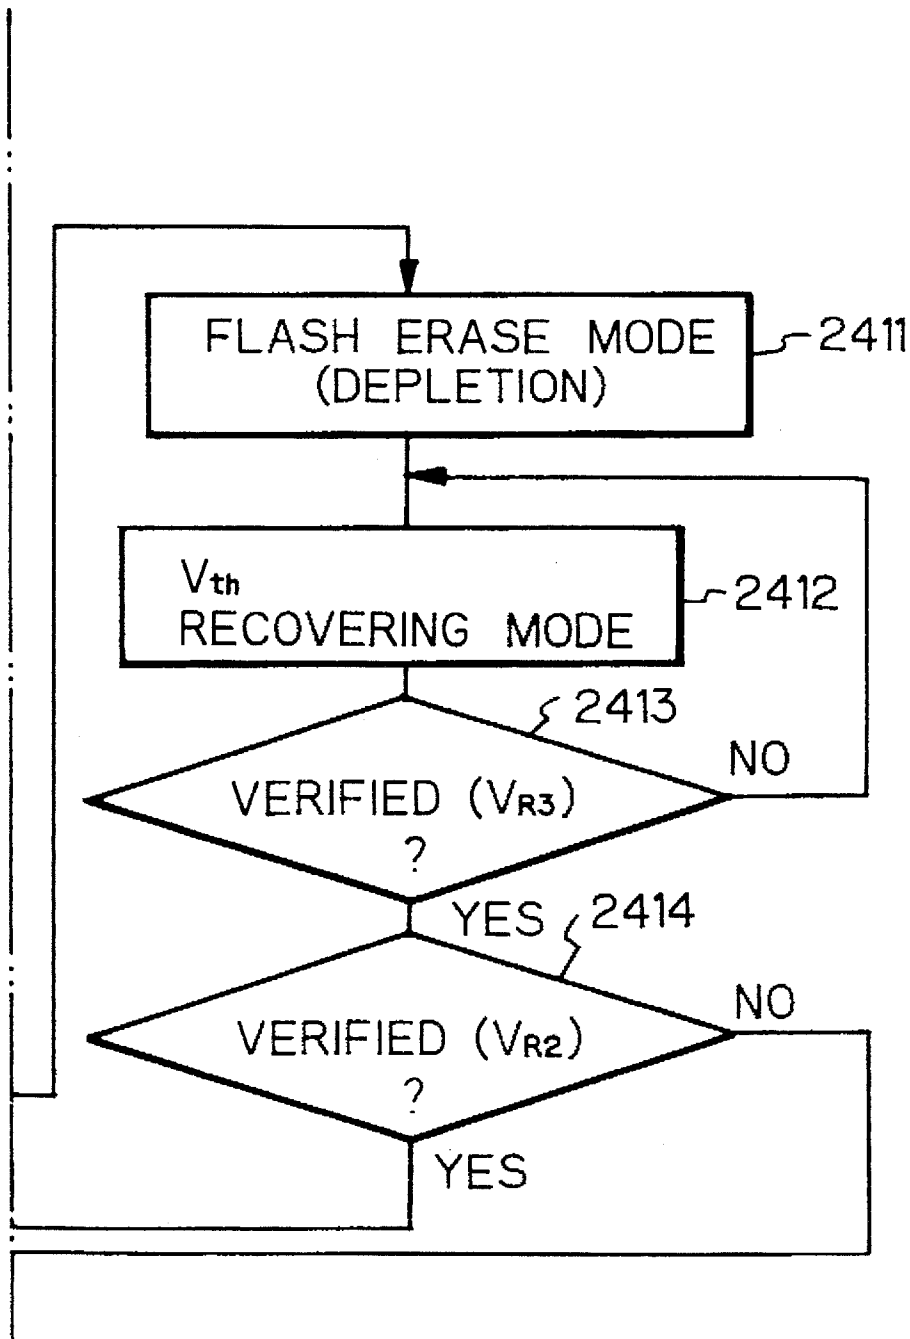 FLASH ERASE MODE
(DEPLETION)
2411
Vth
RECOVERING MODE
2412
2413
VERIFIED (VR3)
?
NO
YES
2414
VERIFIED (VR2)
?
NO
YES